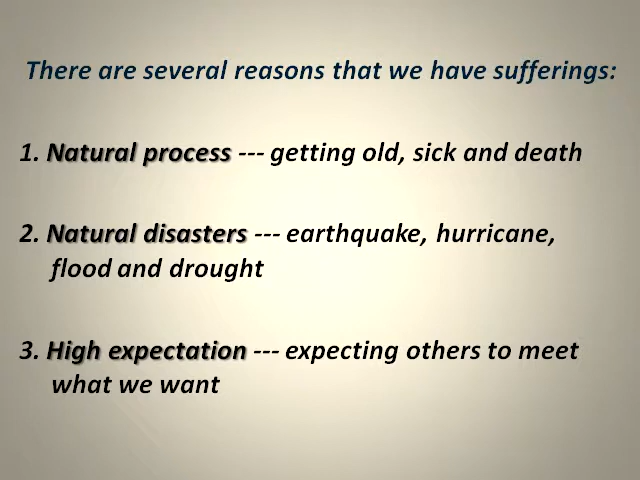 There are several reasons that we have sufferings:
1. Natural process --- getting old, sick and death
2. Natural disasters --- earthquake, hurricane,
flood and drought
3. High expectation --- expecting others to meet
what we want